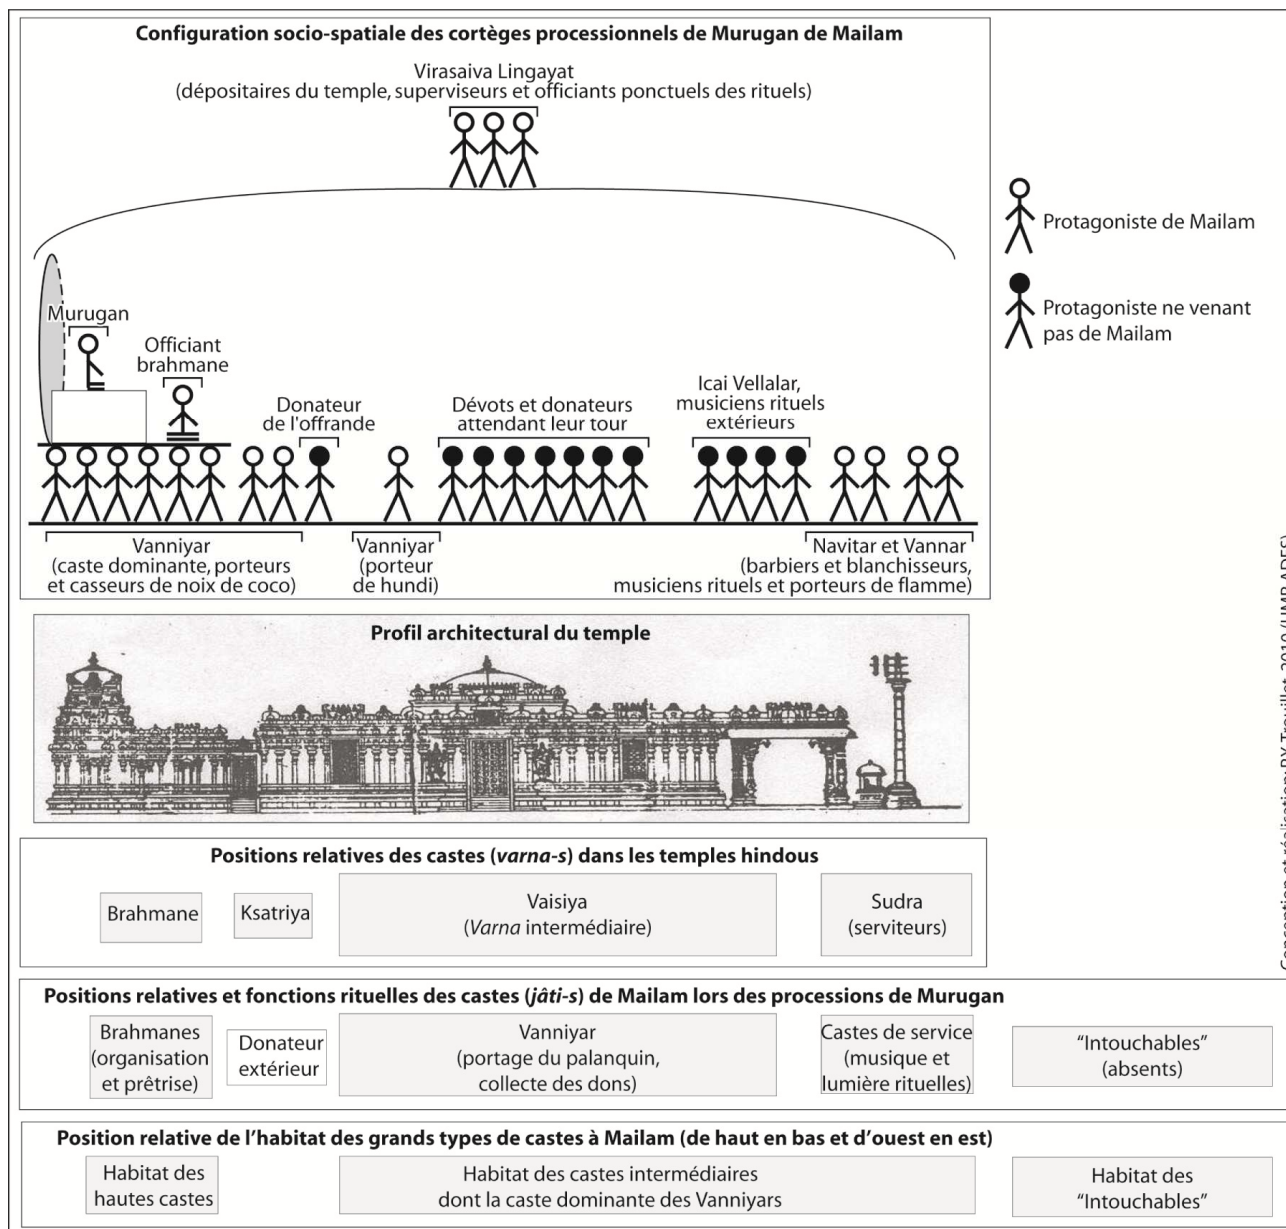 Configuration socio-spatiale des cortèges processionnels de Murugan de Mailam
Virasaiva Lingayat
(dépositaires du temple, superviseurs et officiants ponctuels des rituels)
Protagoniste de Mailam
Protagoniste ne venant
pas de Mailam
Murugan
Officiant
brahmane
Donateur
de l'offrande
Dévots et donateurs
attendant leur tour
Icai Vellalar,
musiciens rituels
extérieurs
Vanniyar
(caste dominante, porteurs
et casseurs de noix de coco)
Vanniyar
(porteur
de hundi)
Navitar et Vannar
(barbiers et blanchisseurs,
musiciens rituels et porteurs de flamme)
Profil architectural du temple
Positions relatives des castes (varna-s) dans les temples hindous
Brahmane
Ksatriya
Vaisiya
(Varna intermédiaire)
Sudra
(serviteurs)
Positions relatives et fonctions rituelles des castes (jâti-s) de Mailam lors des processions de Murugan
Brahmanes
(organisation
et prêtrise)
Donateur
extérieur
Vanniyar
(portage du palanquin,
collecte des dons)
Castes de service
(musique et
lumière rituelles)
“Intouchables”
(absents)
Position relative de l’habitat des grands types de castes à Mailam (de haut en bas et d’ouest en est)
Habitat des
hautes castes
Habitat des castes intermédiaires
dont la caste dominante des Vanniyars
Habitat des
“Intouchables”